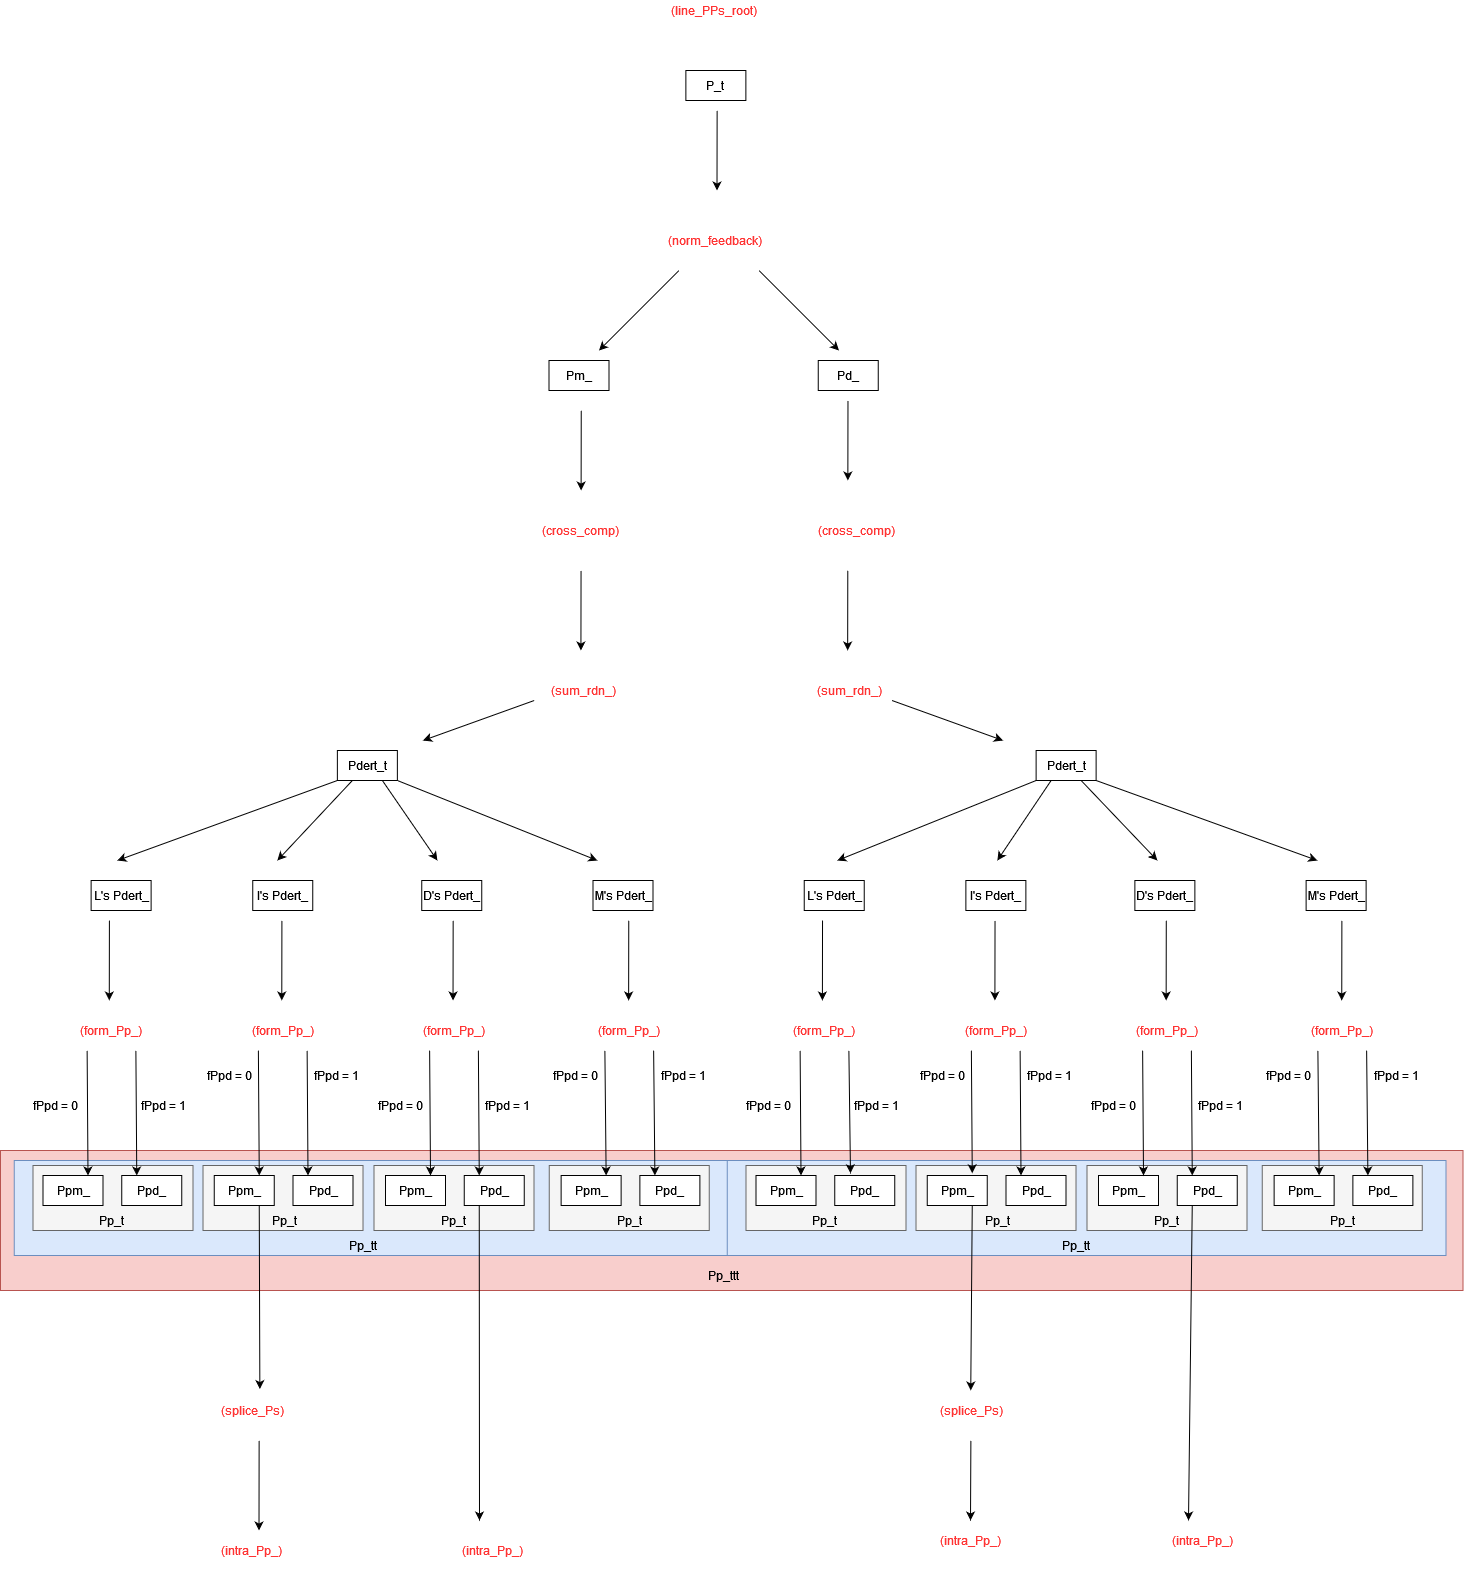 (line_PPs_root)
P_t
(norm_feedback)
Pm_
Pd_
(cross_comp)
(cross_comp)
(sum_rdn_)
(sum_rdn_)
Pdert_t
Pdert_t
L's Pdert_
I's Pdert_
D's Pdert_
M's Pdert_
L's Pdert_
I's Pdert_
D's Pdert_
M's Pdert_
(form_Pp_)
(form_Pp_)
(form_Pp_)
(form_Pp_)
(form_Pp_)
(form_Pp_)
(form_Pp_)
(form_Pp_)
fPpd = 0
fPpd = 1
fPpd = 0
fPpd = 1
fPpd = 0
fPpd = 1
fPpd = 0
fPpd = 1
fPpd = 0
fPpd = 1
fPpd = 0
fPpd = 1
fPpd = 0
fPpd = 1
fPpd = 0
fPpd = 1
Ppm_
Ppd_
Ppm_
Ppd_
Ppm_
Ppd_
Ppm_
Ppd_
Ppm_
Ppd_
Ppm_
Ppd_
Ppm_
Ppd_
Ppm_
Ppd_
Pp_t
Pp_t
Pp_t
Pp_t
Pp_t
Pp_t
Pp_t
Pp_t
Pp_tt
Pp_tt
Pp_ttt
(splice_Ps)
(splice_Ps)
(intra_Pp_)
(intra_Pp_)
(intra_Pp_)
(intra_Pp_)